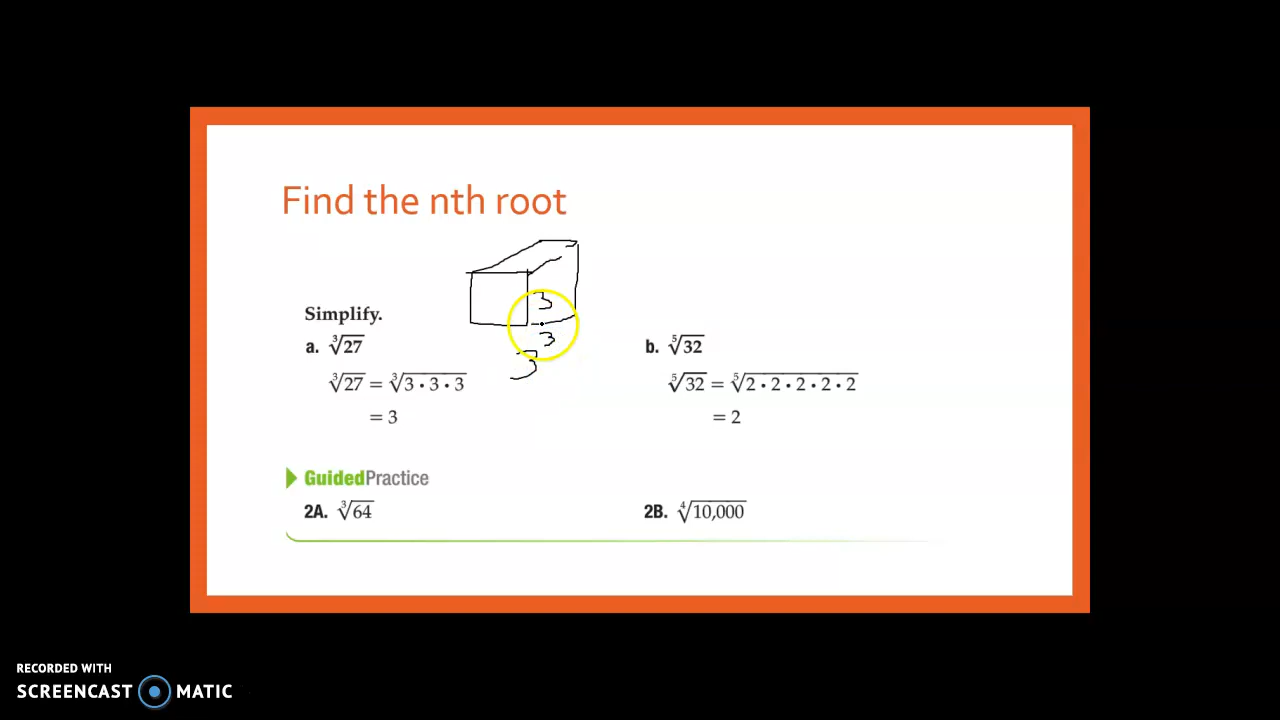 Find the nth root
3
Simplify.
3
a. ∛27
b. ⁵√32
3
∛27 = ∛3 • 3 • 3
⁵√32 = ⁵√2 • 2 • 2 • 2 • 2
= 3
= 2
GuidedPractice
2A. ∛64
2B. ⁴√10,000
RECORDED WITH
SCREENCAST MATIC